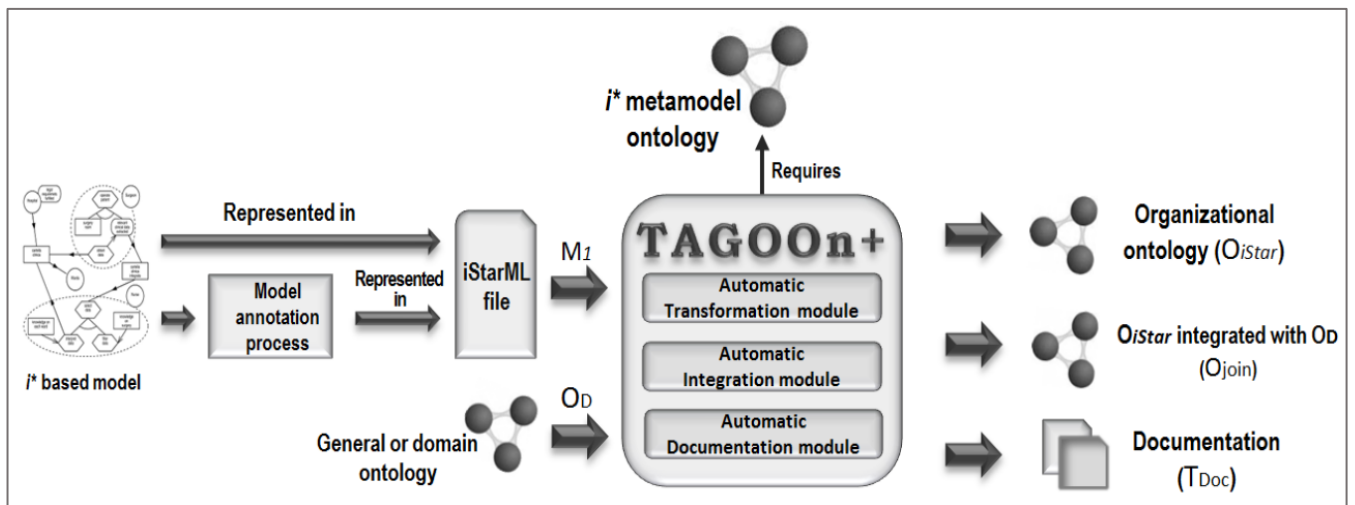 i* metamodel
ontology
Requires
Represented in
iStarML
file
M1
Model
annotation
process
Represented
in
i* based model
General or domain
ontology
OD
TAGOOn+
Automatic
Transformation module
Automatic
Integration module
Automatic
Documentation module
Organizational
ontology (OiStar)
OiStar integrated with OD
(Ojoin)
Documentation
(TDoc)